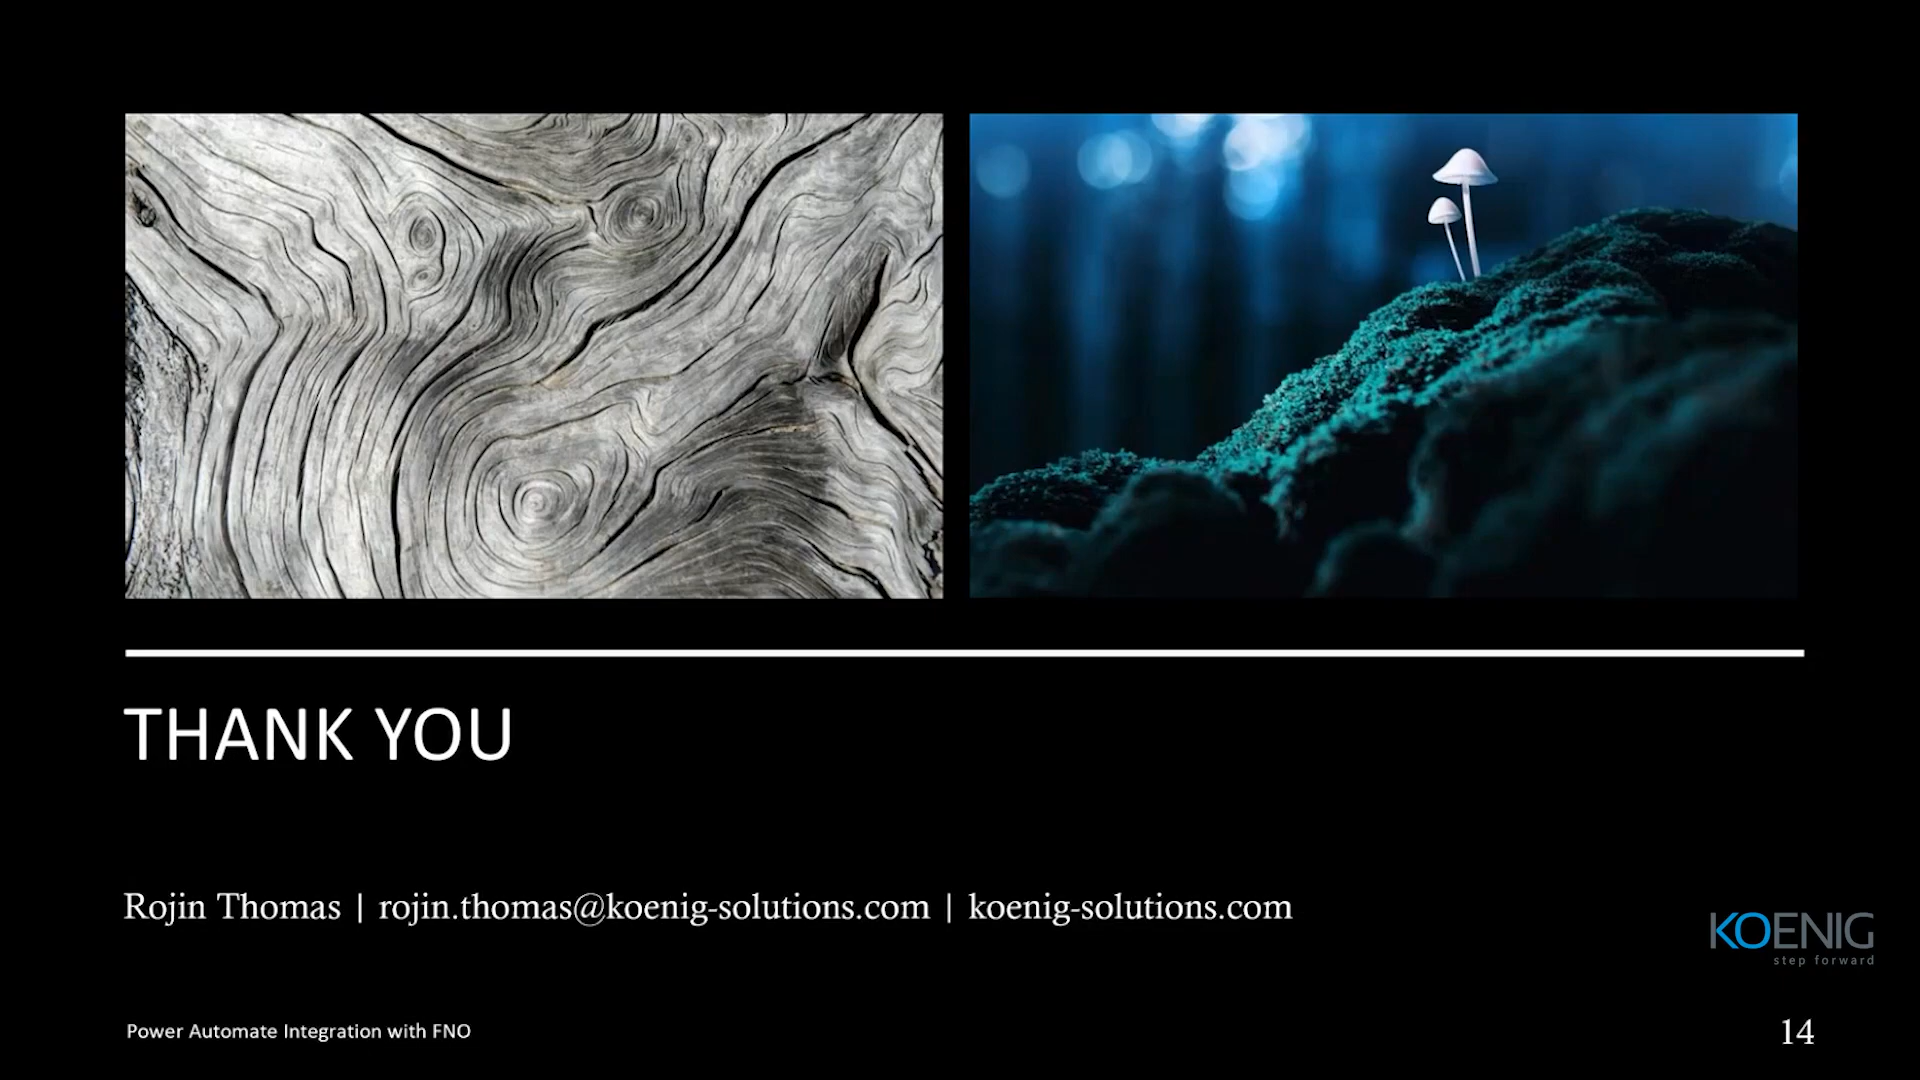 THANK YOU
Rojin Thomas | rojin.thomas@koenig-solutions.com | koenig-solutions.com
KOENIG
step forward
Power Automate Integration with FNO
14